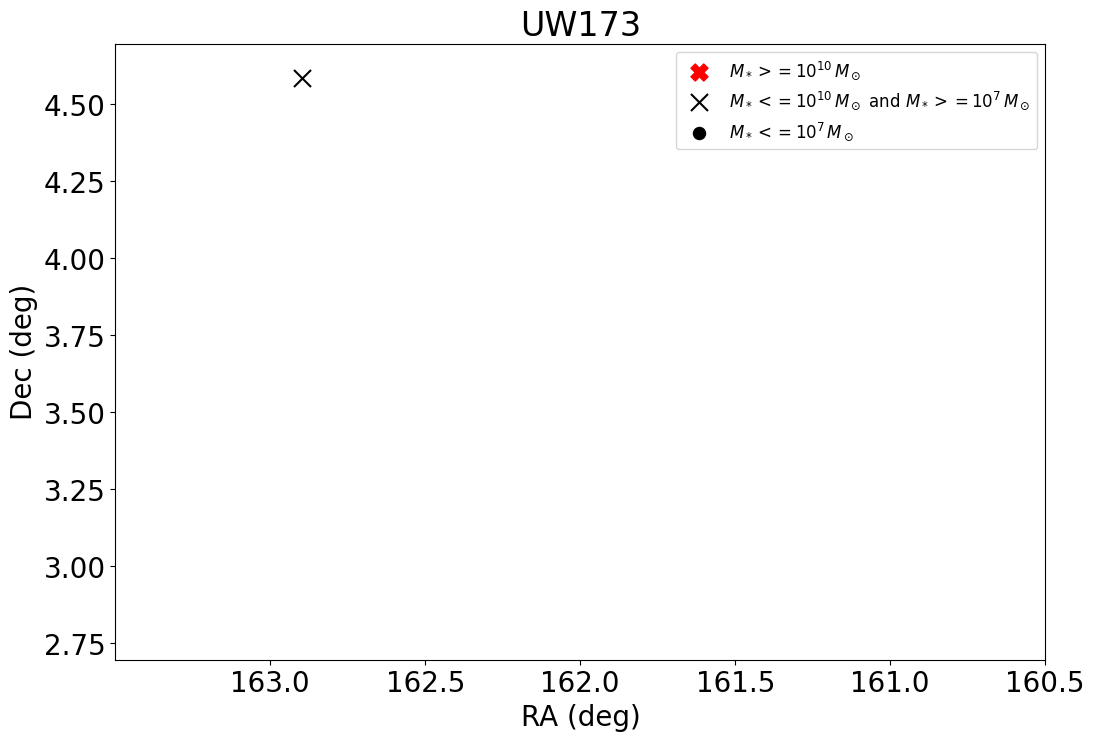 UW173
M* >= 10^10 M⊙
M* <= 10^10 M⊙ and M* >= 10^7 M⊙
M* <= 10^7 M⊙
4.50
4.25
4.00
3.75
3.50
3.25
3.00
2.75
Dec (deg)
163.0 162.5 162.0 161.5 161.0 160.5
RA (deg)